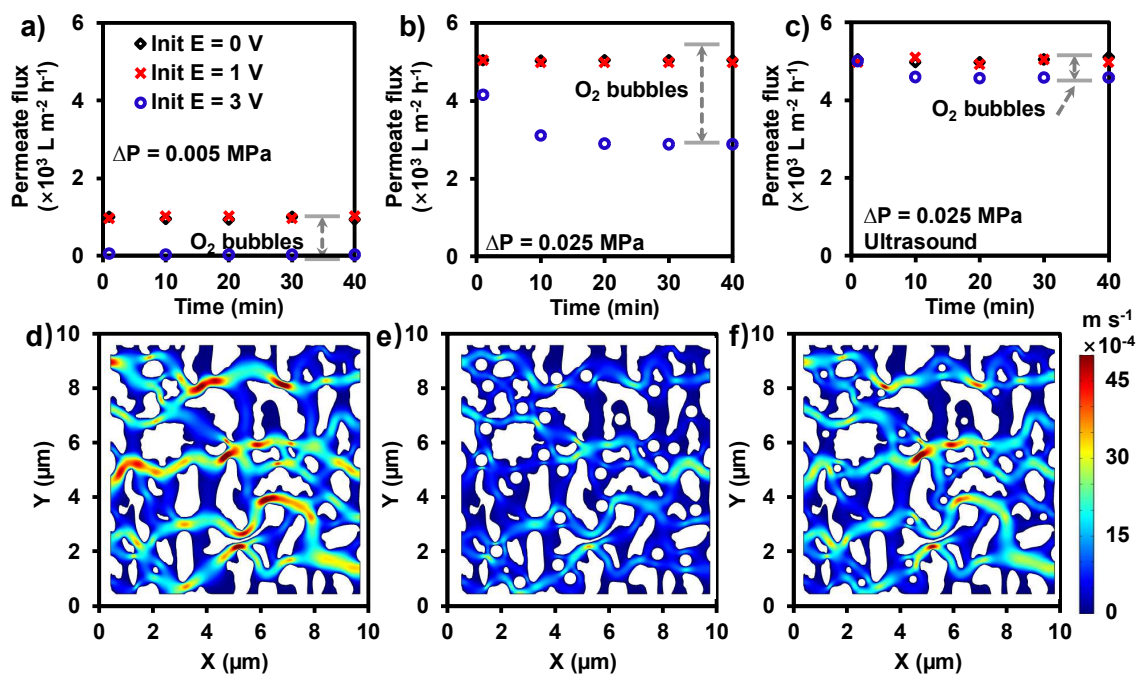 a)
Permeate flux
(×10³ L m⁻² h⁻¹)
6
4
2
0
Init E = 0 V
Init E = 1 V
Init E = 3 V
ΔP = 0.005 MPa
O₂ bubbles
0 10 20 30 40
Time (min)
b)
Permeate flux
(×10³ L m⁻² h⁻¹)
6
4
2
0
O₂ bubbles
ΔP = 0.025 MPa
0 10 20 30 40
Time (min)
c)
Permeate flux
(×10³ L m⁻² h⁻¹)
6
4
2
0
O₂ bubbles
ΔP = 0.025 MPa
Ultrasound
0 10 20 30 40
Time (min)
d)
Y (µm)
10
8
6
4
2
0
0 2 4 6 8 10
X (µm)
e)
Y (µm)
10
8
6
4
2
0
0 2 4 6 8 10
X (µm)
f)
Y (µm)
10
8
6
4
2
0
0 2 4 6 8 10
X (µm)
m s⁻¹
×10⁻⁴
45
30
15
0